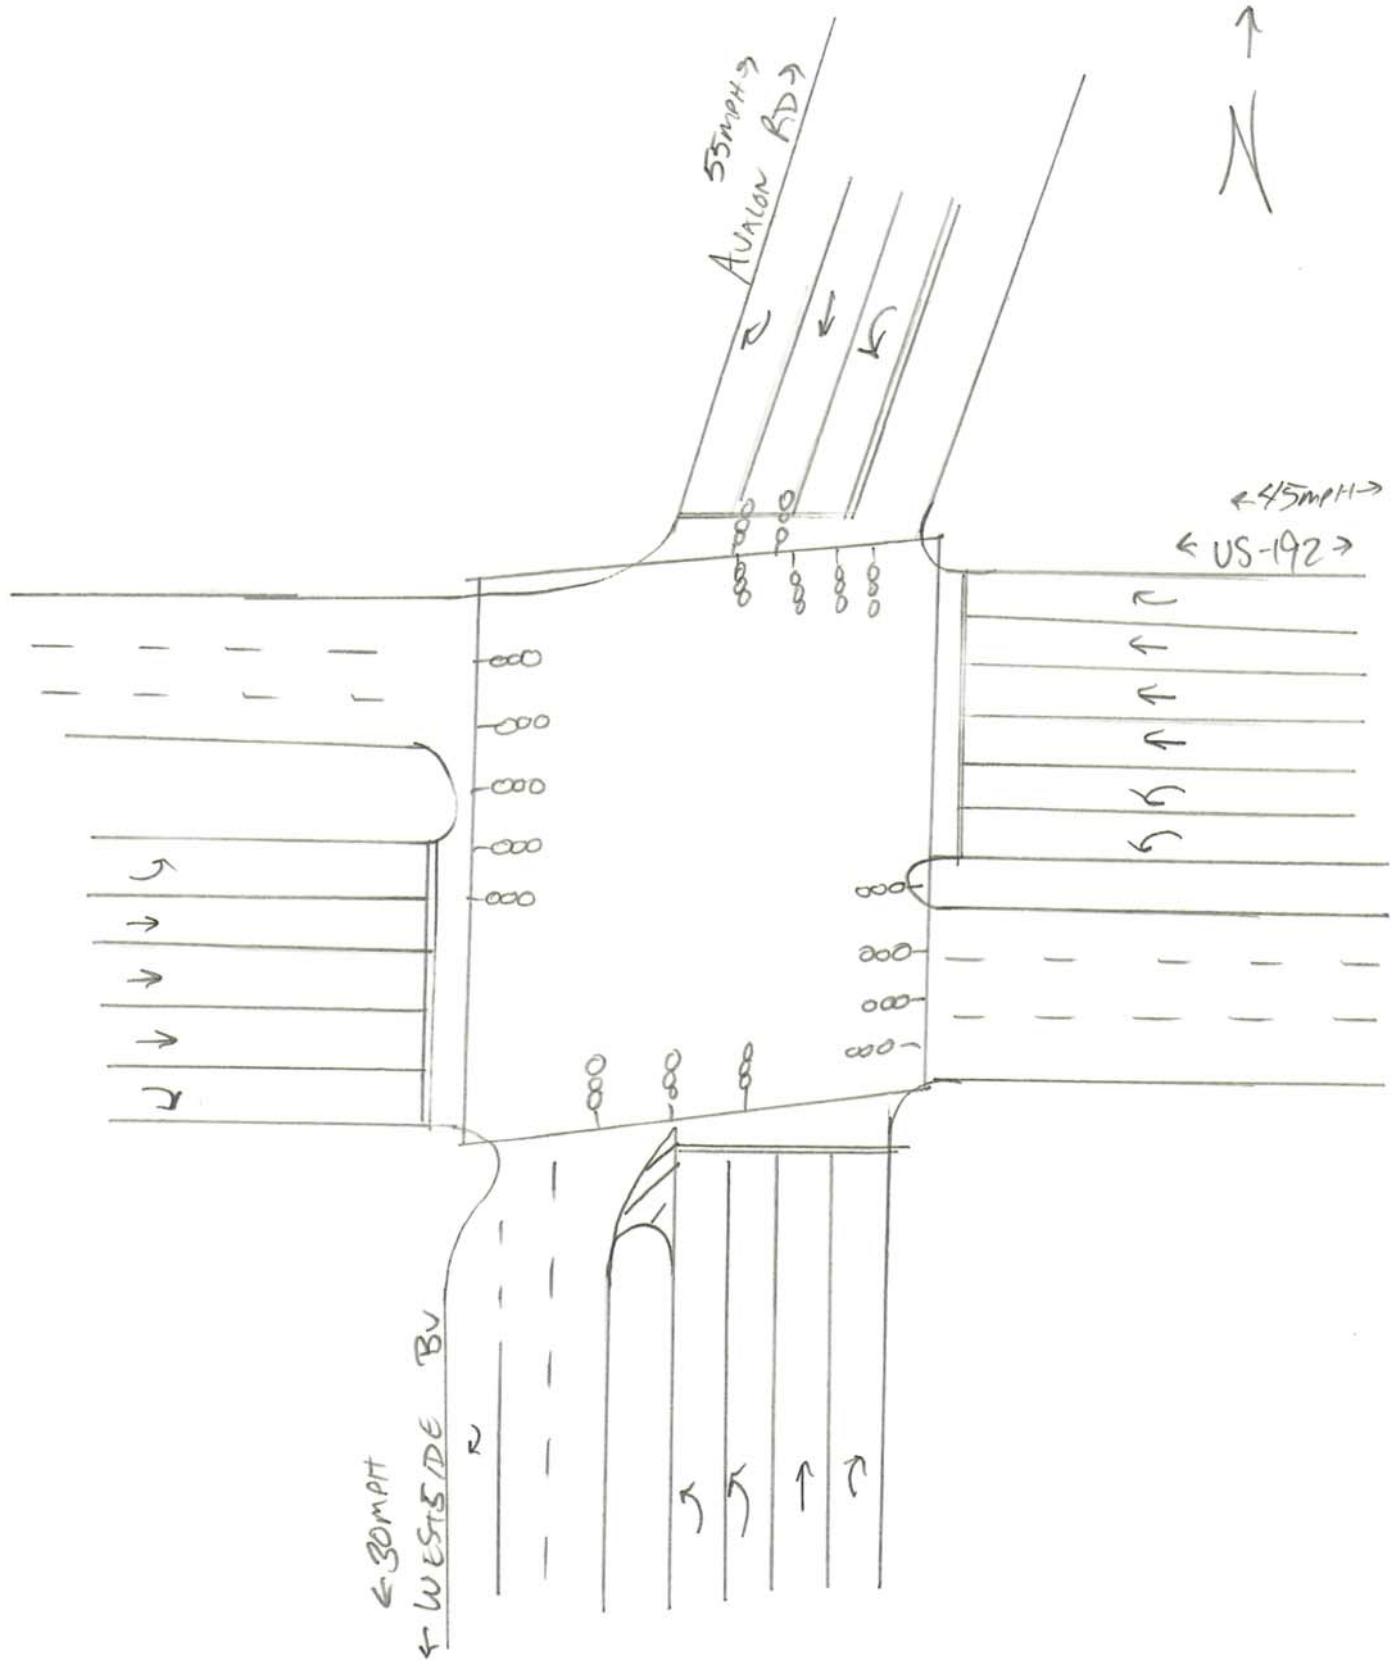 55MPH→
AVALON RD→
N
←45MPH→
← US-192 →
←30MPH
← WESTSIDE BV